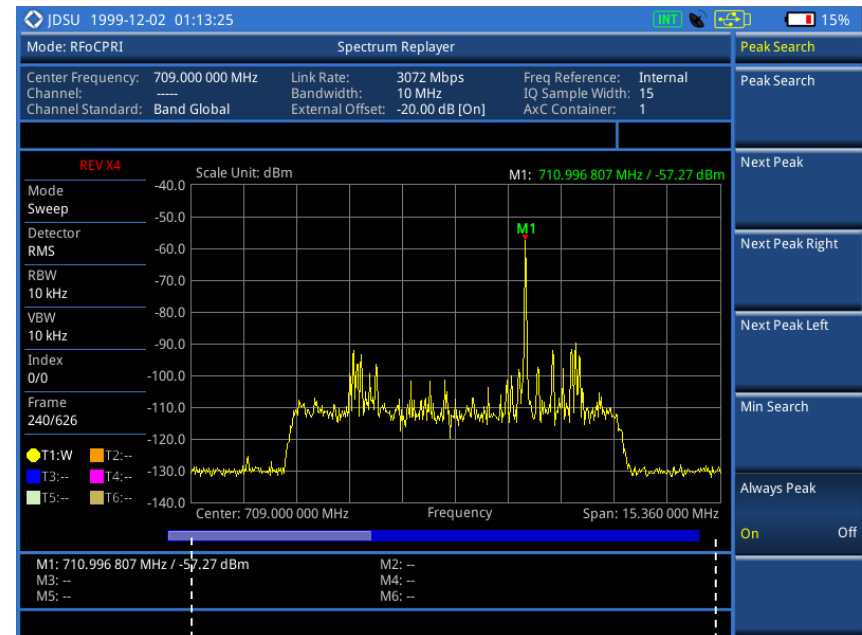 JDSU 1999-12-02 01:13:25 INT 15%
Mode: RFoCPRI Spectrum Replayer Peak Search
Center Frequency: 709.000 000 MHz Link Rate: 3072 Mbps Freq Reference: Internal
Channel: ----- Bandwidth: 10 MHz IQ Sample Width: 15
Channel Standard: Band Global External Offset: -20.00 dB [On] AxC Container: 1
Peak Search
Next Peak
Next Peak Right
Next Peak Left
Min Search
Always Peak
On Off
REV X4
Mode
Sweep
Detector
RMS
RBW
10 kHz
VBW
10 kHz
Index
0/0
Frame
240/626
T1:W T2:--
T3:-- T4:--
T5:-- T6:--
Scale Unit: dBm M1: 710.996 807 MHz / -57.27 dBm
M1
-40.0
-50.0
-60.0
-70.0
-80.0
-90.0
-100.0
-110.0
-120.0
-130.0
-140.0
Center: 709.000 000 MHz Frequency Span: 15.360 000 MHz
M1: 710.996 807 MHz / -57.27 dBm M2: --
M3: -- M4: --
M5: -- M6: --